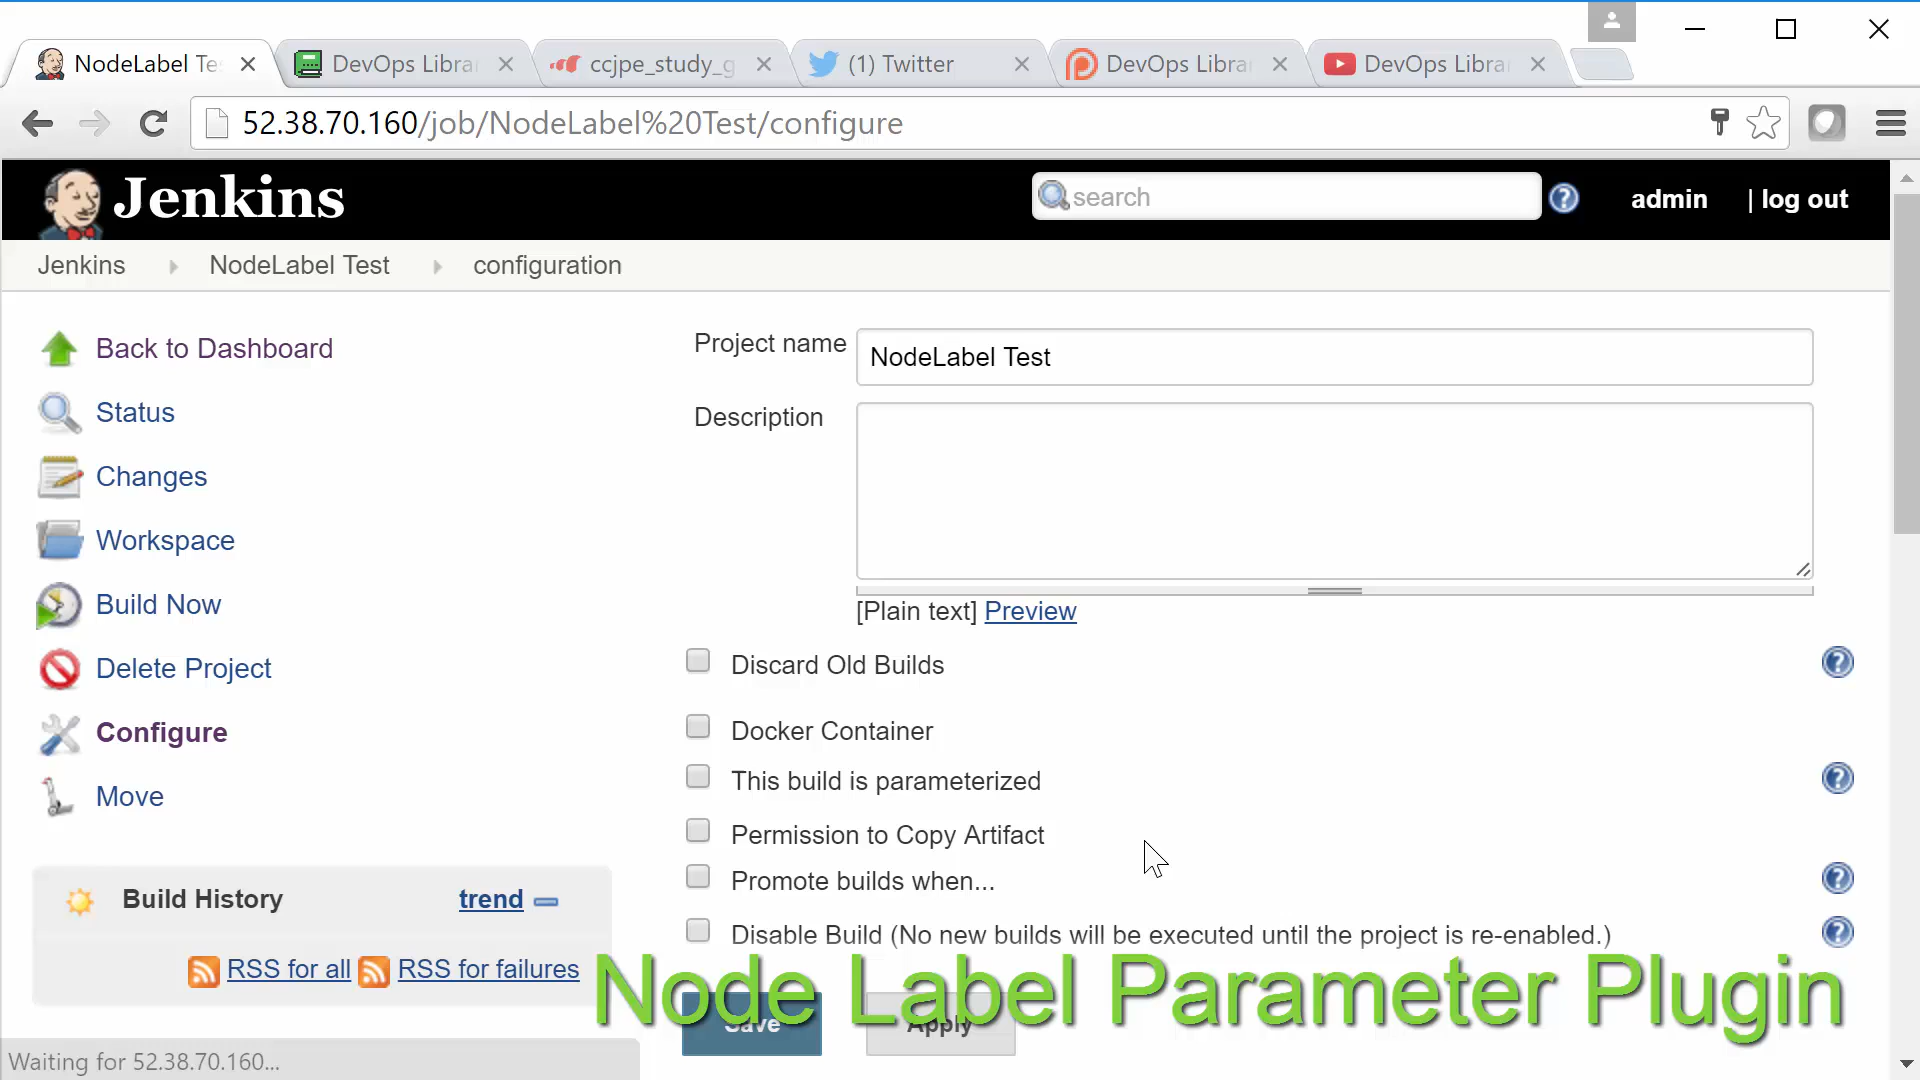 NodeLabel Te
DevOps Libra
ccjpe_study_g
(1) Twitter
DevOps Libra
DevOps Libra
52.38.70.160/job/NodeLabel%20Test/configure
Jenkins
search
admin
| log out
Jenkins
NodeLabel Test
configuration
Back to Dashboard
Status
Changes
Workspace
Build Now
Delete Project
Configure
Move
Build History
trend
RSS for all
RSS for failures
Project name
NodeLabel Test
Description
[Plain text] Preview
Discard Old Builds
Docker Container
This build is parameterized
Permission to Copy Artifact
Promote builds when...
Disable Build (No new builds will be executed until the project is re-enabled.)
Save
Apply
Node Label Parameter Plugin
Waiting for 52.38.70.160...